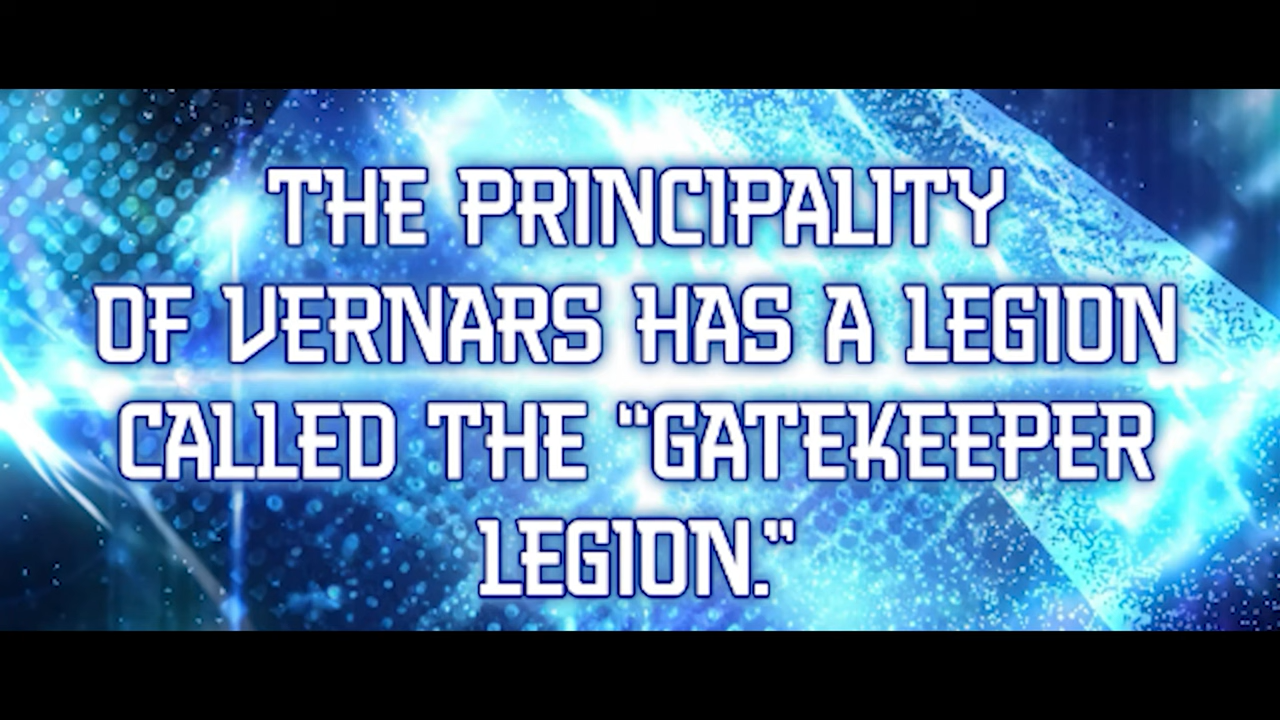 THE PRINCIPALITY
OF VERNARS HAS A LEGION
CALLED THE “GATEKEEPER
LEGION.”